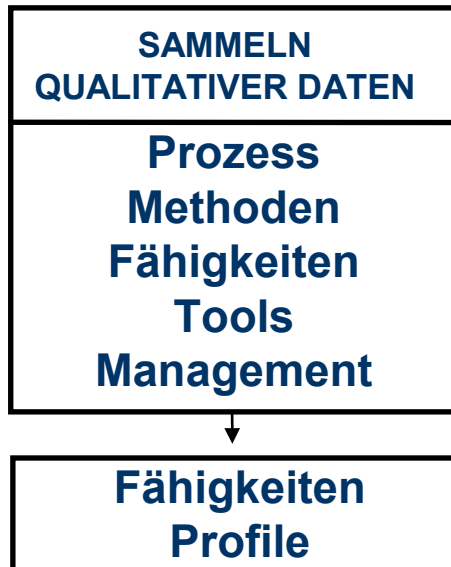 SAMMELN
QUALITATIVER DATEN
Prozess
Methoden
Fähigkeiten
Tools
Management
Fähigkeiten
Profile